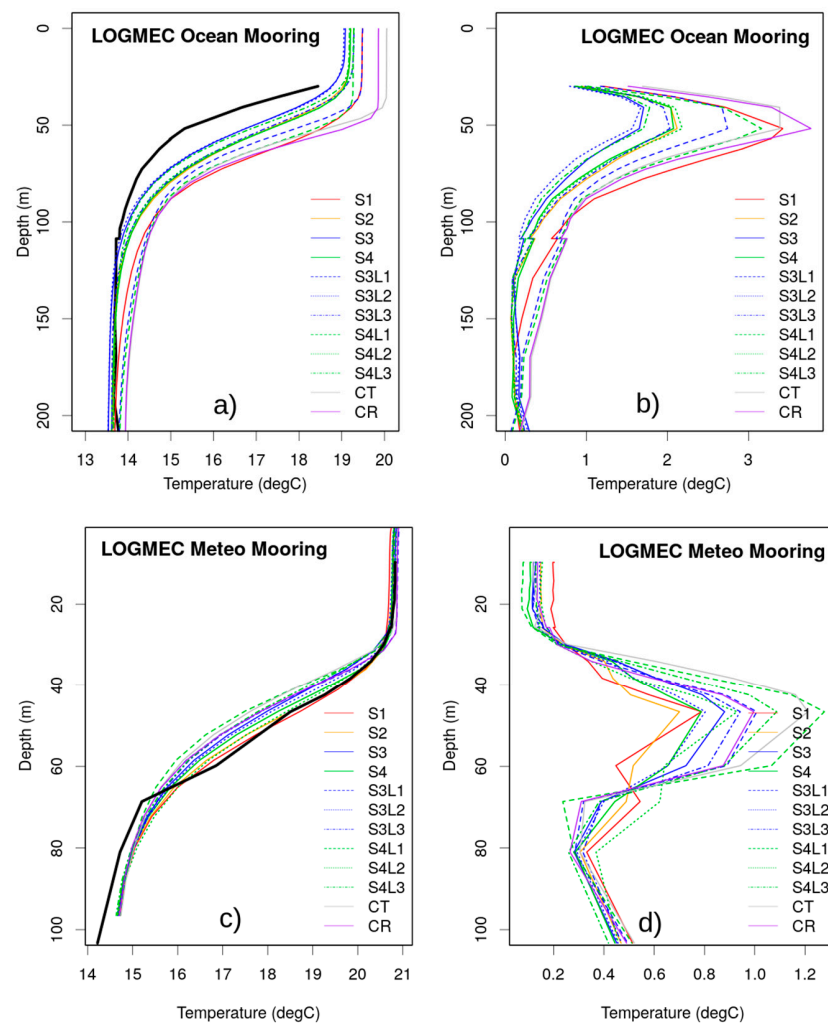 LOGMEC Ocean Mooring
0
50
100
150
200
Depth (m)
S1
S2
S3
S4
S3L1
S3L2
S3L3
S4L1
S4L2
S4L3
CT
CR
a)
13 14 15 16 17 18 19 20
Temperature (degC)
LOGMEC Ocean Mooring
0
50
100
150
200
Depth (m)
S1
S2
S3
S4
S3L1
S3L2
S3L3
S4L1
S4L2
S4L3
CT
CR
b)
0 1 2 3
Temperature (degC)
LOGMEC Meteo Mooring
20
40
60
80
100
Depth (m)
S1
S2
S3
S4
S3L1
S3L2
S3L3
S4L1
S4L2
S4L3
CT
CR
c)
14 15 16 17 18 19 20 21
Temperature (degC)
LOGMEC Meteo Mooring
20
40
60
80
100
Depth (m)
S1
S2
S3
S4
S3L1
S3L2
S3L3
S4L1
S4L2
S4L3
CT
CR
d)
0.2 0.4 0.6 0.8 1.0 1.2
Temperature (degC)